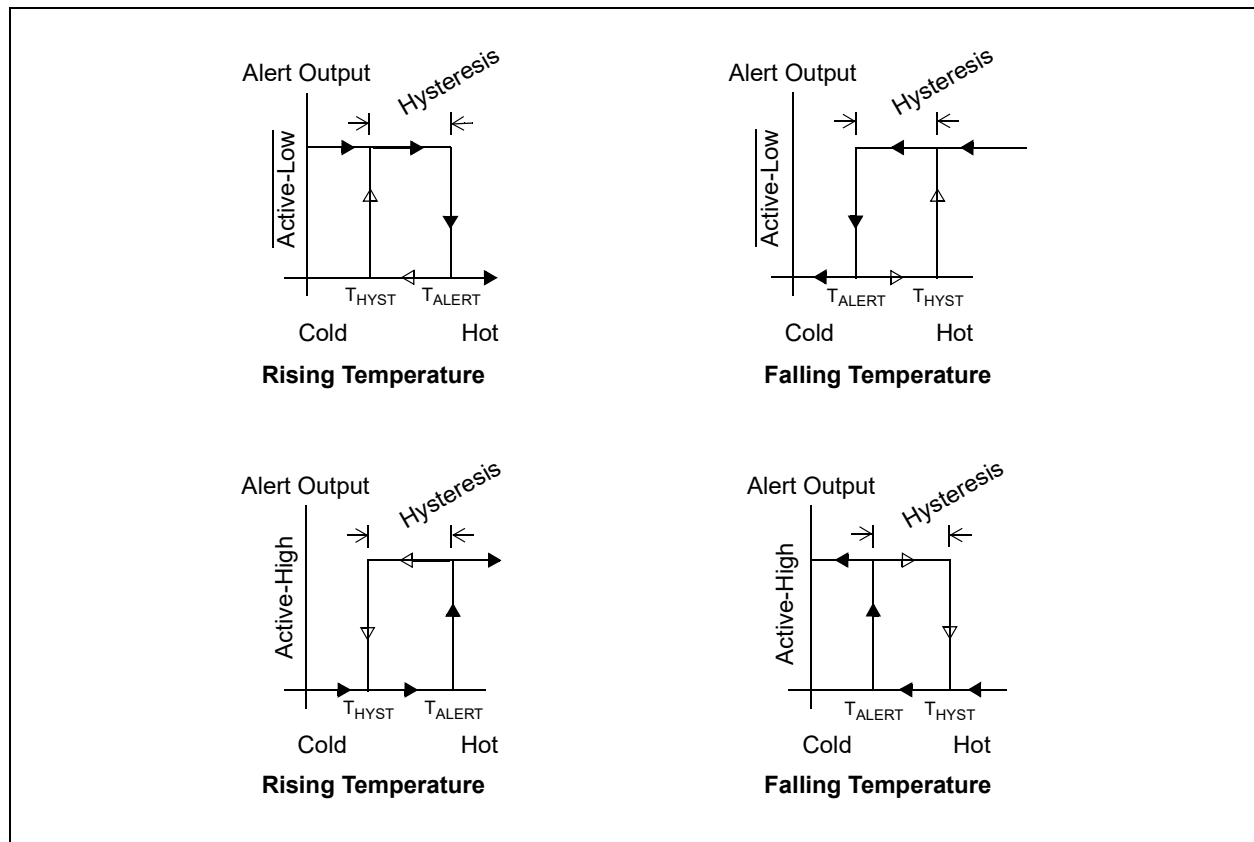 Alert Output
Hysteresis
Active-Low
THYST
TALERT
Cold
Hot
Rising Temperature
Alert Output
Hysteresis
Active-Low
TALERT
THYST
Cold
Hot
Falling Temperature
Alert Output
Hysteresis
Active-High
THYST
TALERT
Cold
Hot
Rising Temperature
Alert Output
Hysteresis
Active-High
TALERT
THYST
Cold
Hot
Falling Temperature